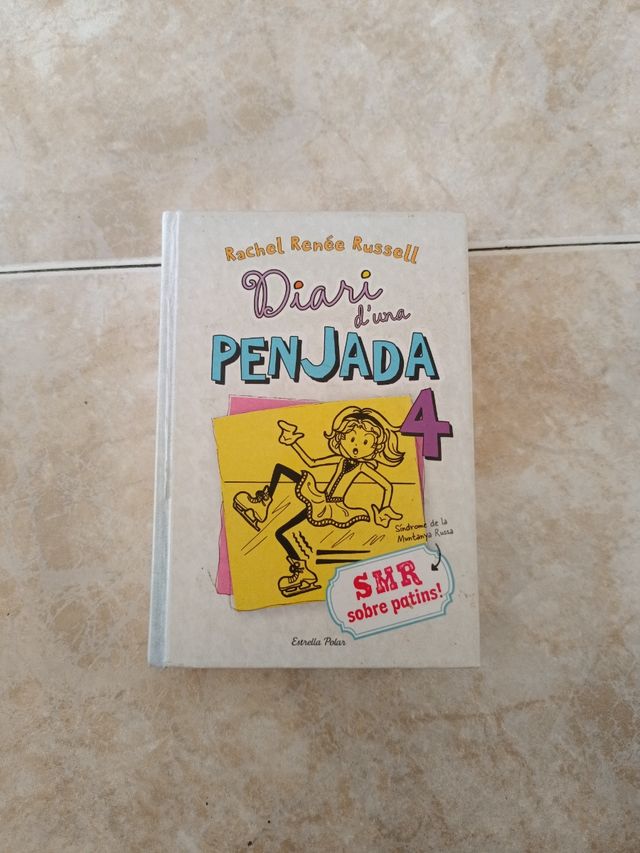 Rachel Renée Russell
Diari
d'una
PENJADA
4
Síndrome de la
Muntanya Russa
SMR
sobre patins!
Estrella Polar